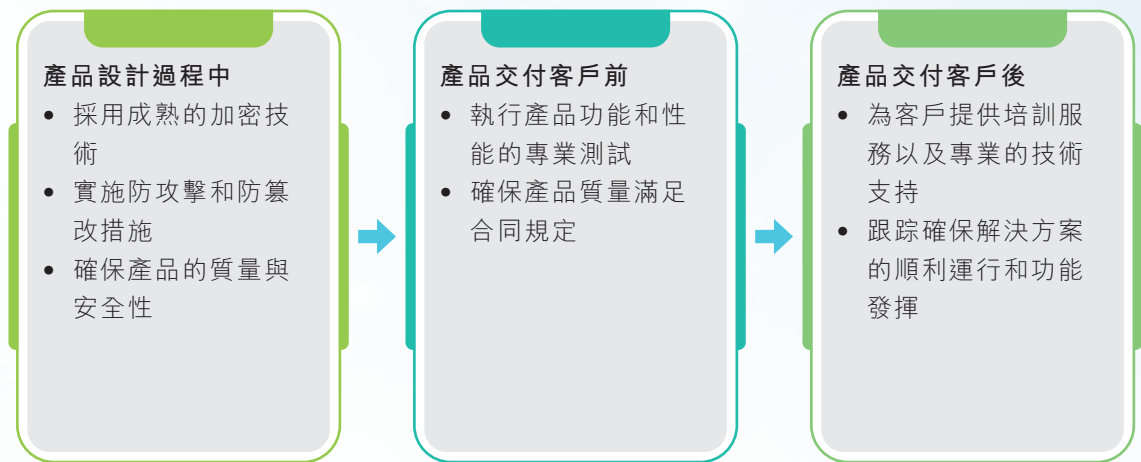 產品設計過程中
• 採用成熟的加密技
術
• 實施防攻擊和防篡
改措施
• 確保產品的質量與
安全性
產品交付客戶前
• 執行產品功能和性
能的專業測試
• 確保產品質量滿足
合同規定
產品交付客戶後
• 為客戶提供培訓服
務以及專業的技術
支持
• 跟踪確保解決方案
的順利運行和功能
發揮